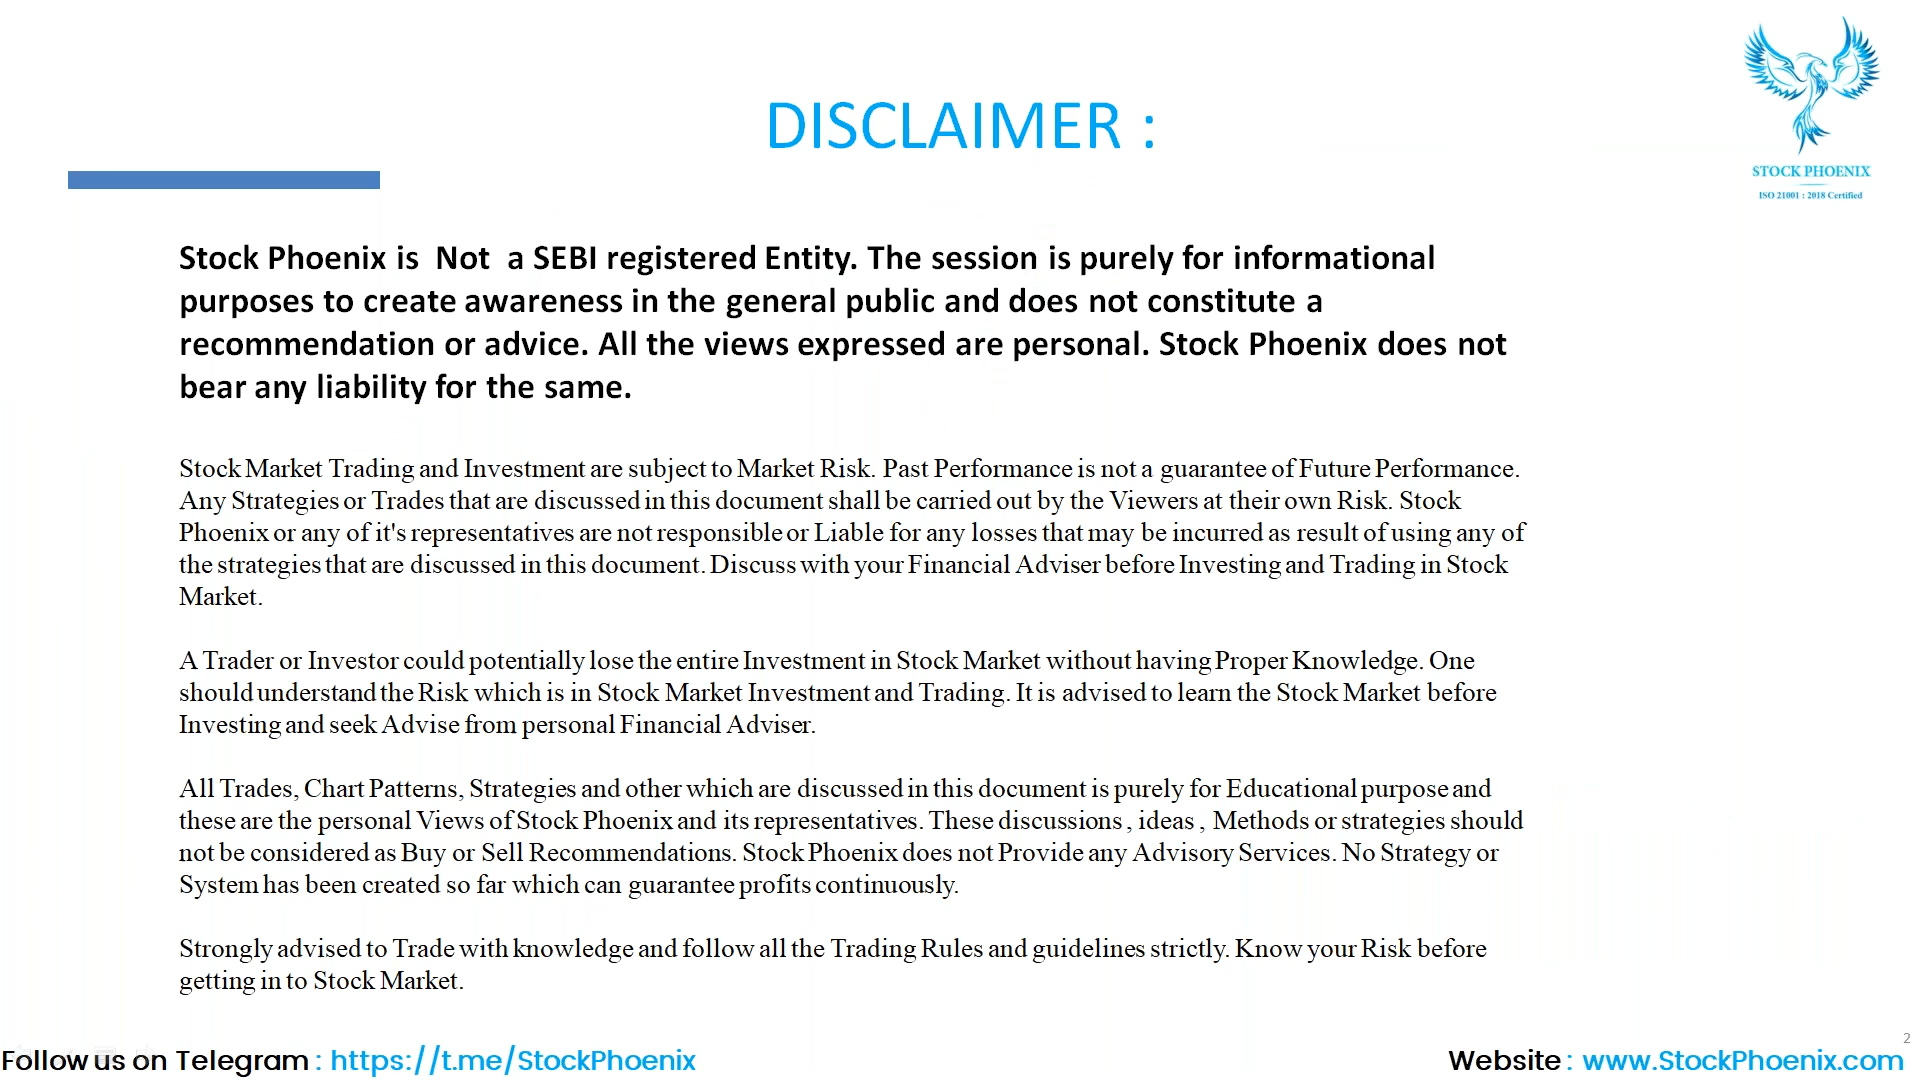 DISCLAIMER :
STOCK PHOENIX
ISO 21001 : 2018 Certified
Stock Phoenix is Not a SEBI registered Entity. The session is purely for informational
purposes to create awareness in the general public and does not constitute a
recommendation or advice. All the views expressed are personal. Stock Phoenix does not
bear any liability for the same.
Stock Market Trading and Investment are subject to Market Risk. Past Performance is not a guarantee of Future Performance.
Any Strategies or Trades that are discussed in this document shall be carried out by the Viewers at their own Risk. Stock
Phoenix or any of it's representatives are not responsible or Liable for any losses that may be incurred as result of using any of
the strategies that are discussed in this document. Discuss with your Financial Adviser before Investing and Trading in Stock
Market.
A Trader or Investor could potentially lose the entire Investment in Stock Market without having Proper Knowledge. One
should understand the Risk which is in Stock Market Investment and Trading. It is advised to learn the Stock Market before
Investing and seek Advise from personal Financial Adviser.
All Trades, Chart Patterns, Strategies and other which are discussed in this document is purely for Educational purpose and
these are the personal Views of Stock Phoenix and its representatives. These discussions , ideas , Methods or strategies should
not be considered as Buy or Sell Recommendations. Stock Phoenix does not Provide any Advisory Services. No Strategy or
System has been created so far which can guarantee profits continuously.
Strongly advised to Trade with knowledge and follow all the Trading Rules and guidelines strictly. Know your Risk before
getting in to Stock Market.
2
Follow us on Telegram : https://t.me/StockPhoenix
Website : www.StockPhoenix.com